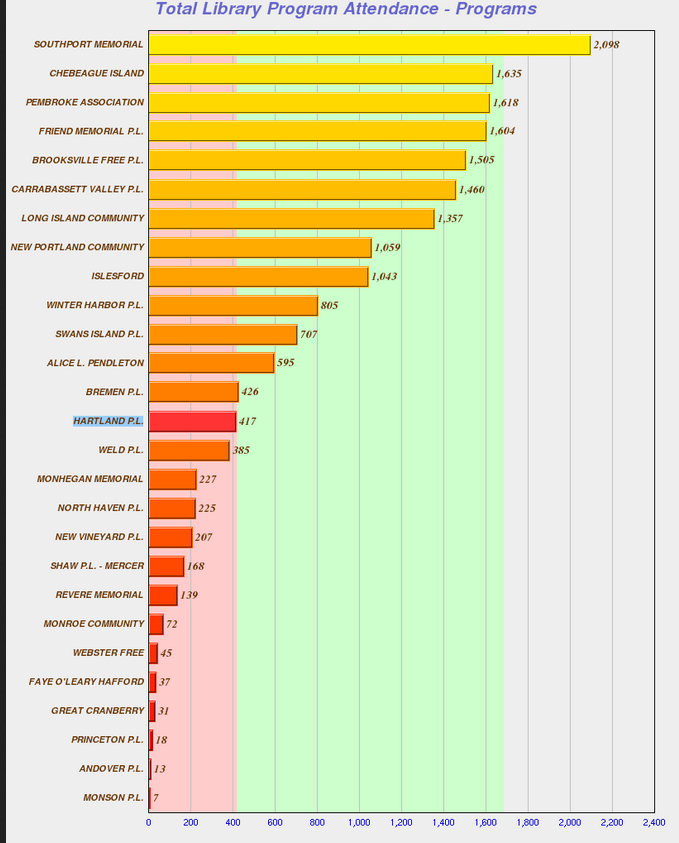 Total Library Program Attendance - Programs
SOUTHPORT MEMORIAL 2,098
CHEBEAGUE ISLAND 1,635
PEMBROKE ASSOCIATION 1,618
FRIEND MEMORIAL P.L. 1,604
BROOKSVILLE FREE P.L. 1,505
CARRABASSETT VALLEY P.L. 1,460
LONG ISLAND COMMUNITY 1,357
NEW PORTLAND COMMUNITY 1,059
ISLESFORD 1,043
WINTER HARBOR P.L. 805
SWANS ISLAND P.L. 707
ALICE L. PENDLETON 595
BREMEN P.L. 426
HARTLAND P.L. 417
WELD P.L. 385
MONHEGAN MEMORIAL 227
NORTH HAVEN P.L. 225
NEW VINEYARD P.L. 207
SHAW P.L. - MERCER 168
REVERE MEMORIAL 139
MONROE COMMUNITY 72
WEBSTER FREE 45
FAYE O'LEARY HAFFORD 37
GREAT CRANBERRY 31
PRINCETON P.L. 18
ANDOVER P.L. 13
MONSON P.L. 7
0 200 400 600 800 1,000 1,200 1,400 1,600 1,800 2,000 2,200 2,400